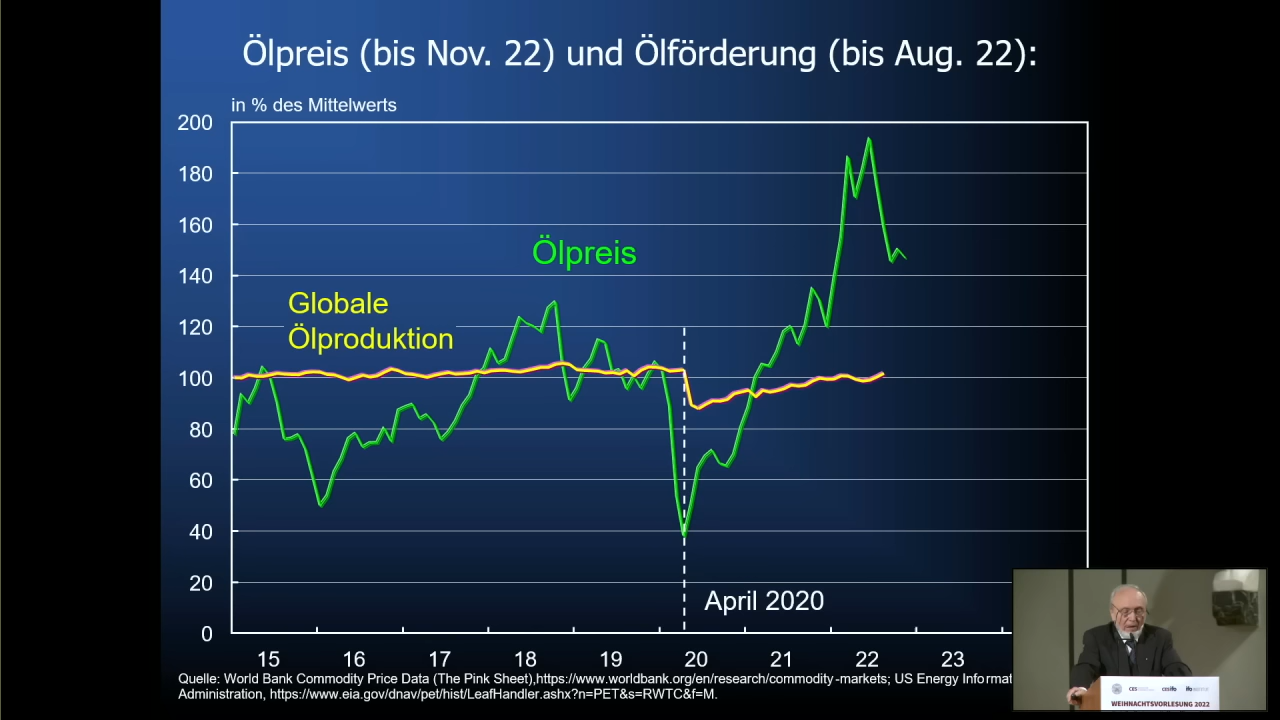 Ölpreis (bis Nov. 22) und Ölförderung (bis Aug. 22):
in % des Mittelwerts
200
180
160
140
120
100
80
60
40
20
0
Ölpreis
Globale
Ölproduktion
April 2020
15 16 17 18 19 20 21 22 23
Quelle: World Bank Commodity Price Data (The Pink Sheet),https://www.worldbank.org/en/research/commodity-markets; US Energy Informat
Administration, https://www.eia.gov/dnav/pet/hist/LeafHandler.ashx?n=PET&s=RWTC&f=M.
CES CESifo ifo
WEIHNACHTSVORLESUNG 2022